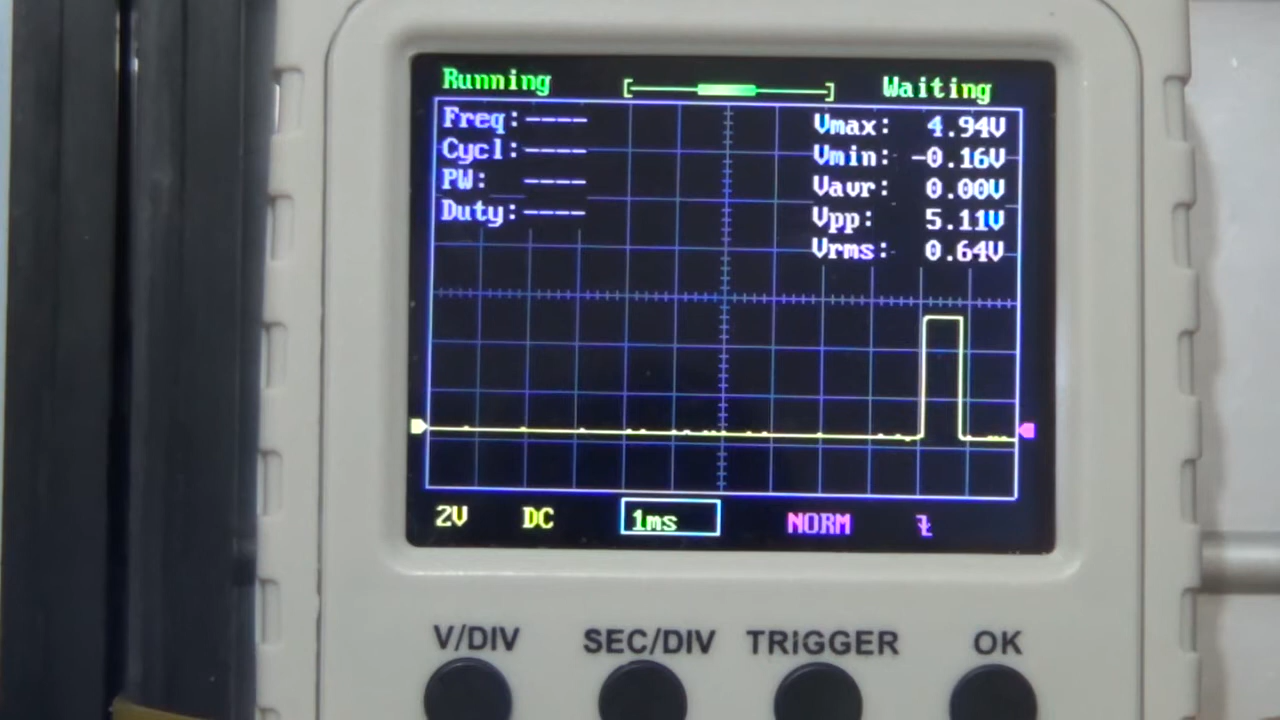 Running Waiting
Freq:---- Vmax: 4.94V
Cycl:---- Vmin: -0.16V
PW: ---- Vavr: 0.00V
Duty:---- Vpp: 5.11V
Vrms: 0.64V
2V DC 1ms NORM
V/DIV SEC/DIV TRIGGER OK